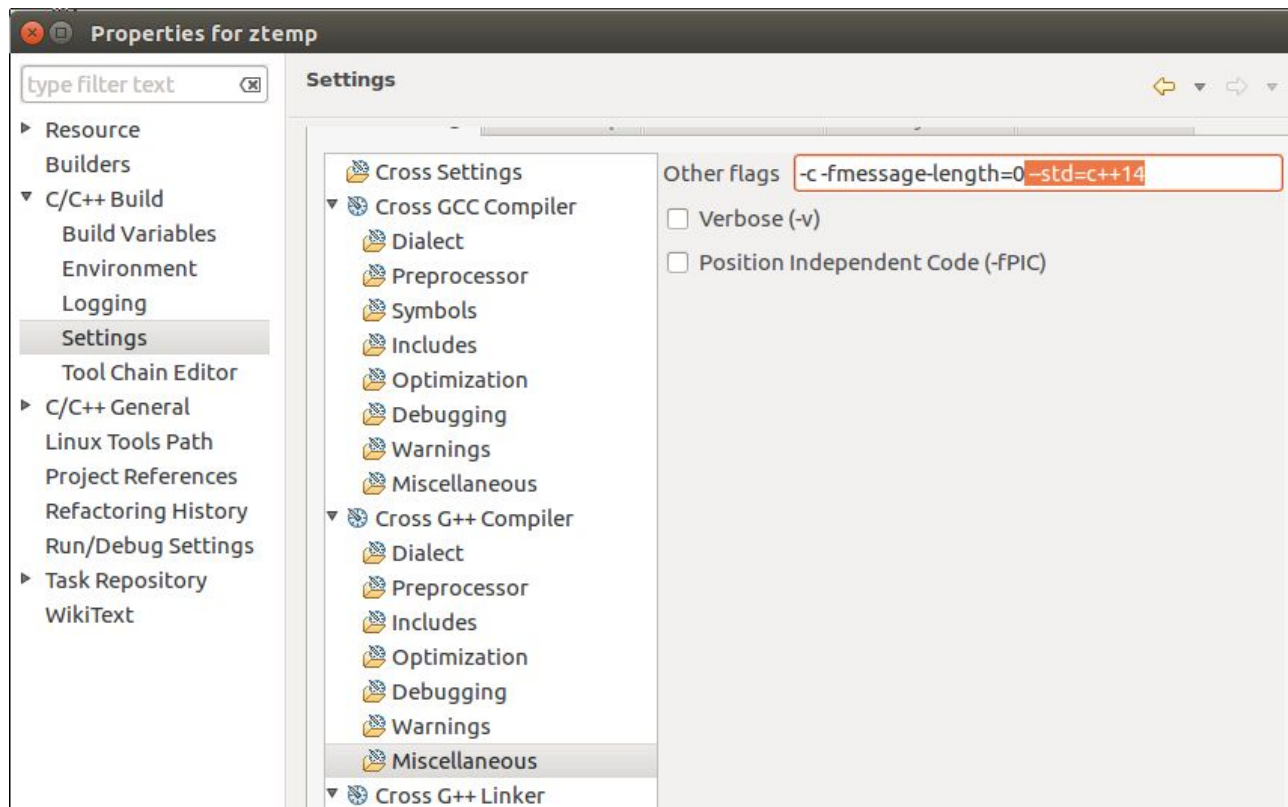 Properties for ztemp
type filter text
Settings
Resource
Builders
C/C++ Build
Build Variables
Environment
Logging
Settings
Tool Chain Editor
C/C++ General
Linux Tools Path
Project References
Refactoring History
Run/Debug Settings
Task Repository
WikiText
Cross Settings
Cross GCC Compiler
Dialect
Preprocessor
Symbols
Includes
Optimization
Debugging
Warnings
Miscellaneous
Cross G++ Compiler
Dialect
Preprocessor
Includes
Optimization
Debugging
Warnings
Miscellaneous
Cross G++ Linker
Other flags -c -fmessage-length=0 --std=c++14
Verbose (-v)
Position Independent Code (-fPIC)